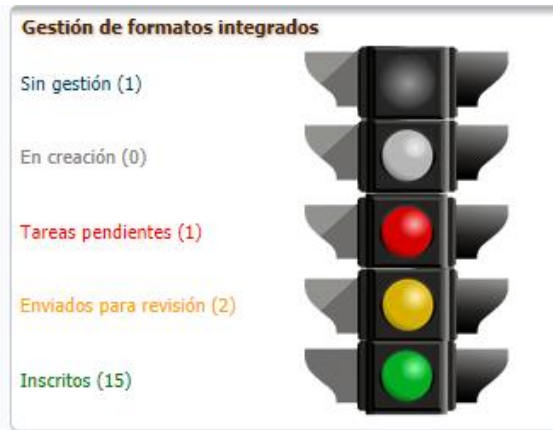 Gestión de formatos integrados
Sin gestión (1)
En creación (0)
Tareas pendientes (1)
Enviados para revisión (2)
Inscritos (15)